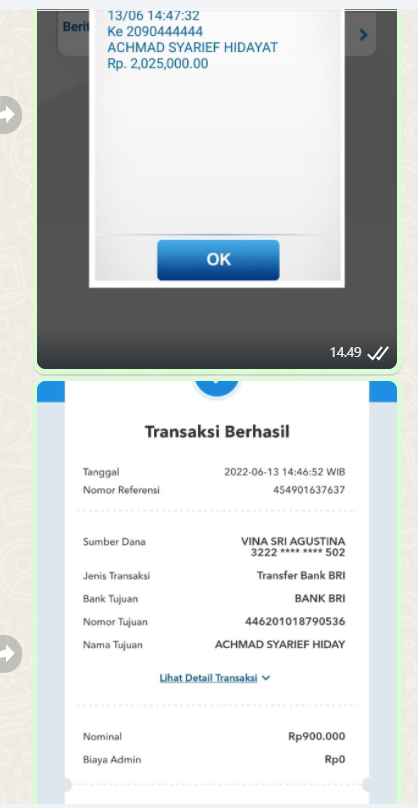 13/06 14:47:32
Ke 2090444444
ACHMAD SYARIEF HIDAYAT
Rp. 2,025,000.00
OK
14.49
Transaksi Berhasil
Tanggal 2022-06-13 14:46:52 WIB
Nomor Referensi 454901637637
Sumber Dana VINA SRI AGUSTINA
3222 **** **** 502
Jenis Transaksi Transfer Bank BRI
Bank Tujuan BANK BRI
Nomor Tujuan 446201018790536
Nama Tujuan ACHMAD SYARIEF HIDAY
Lihat Detail Transaksi
Nominal Rp900.000
Biaya Admin Rp0